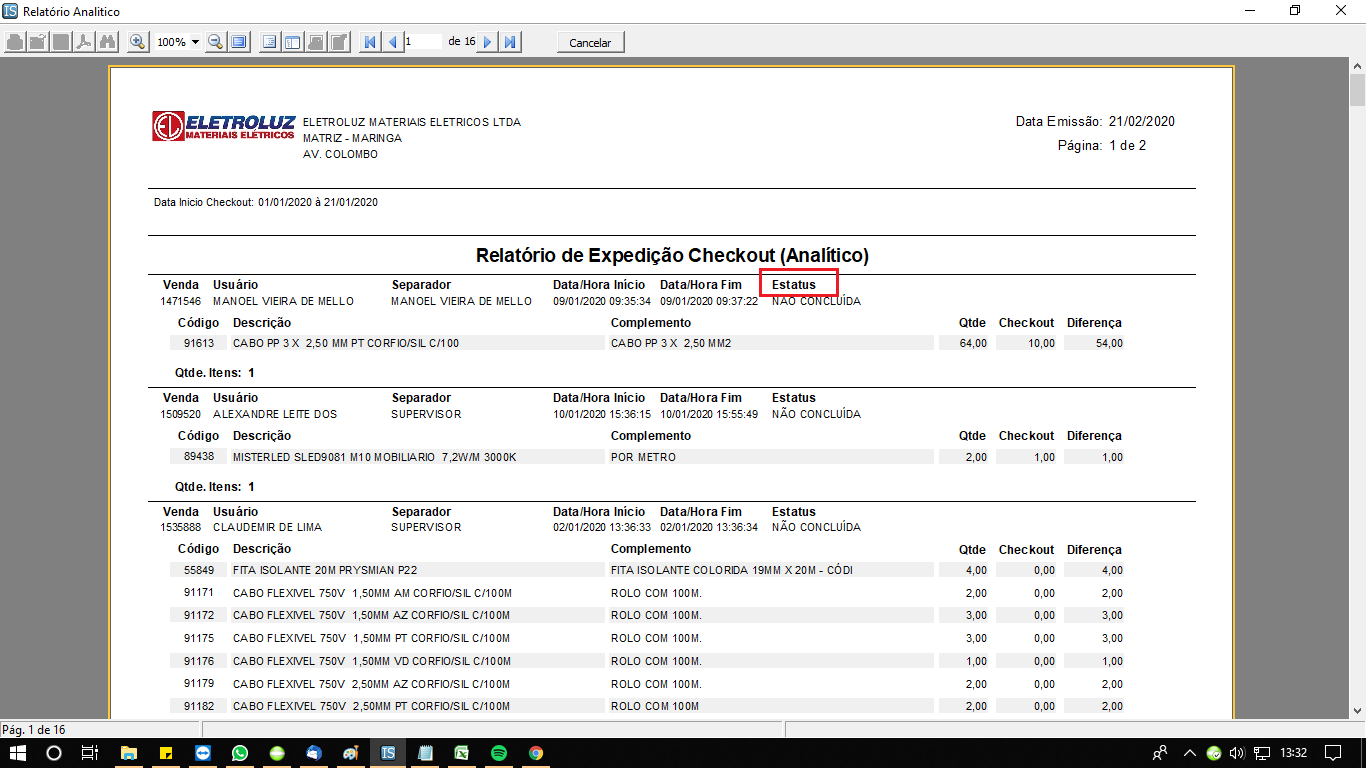 Relatório Analitico
100% 1 de 16 Cancelar
ELETROLUZ
MATERIAIS ELÉTRICOS
ELETROLUZ MATERIAIS ELETRICOS LTDA
MATRIZ - MARINGA
AV. COLOMBO
Data Emissão: 21/02/2020
Página: 1 de 2
Data Inicio Checkout: 01/01/2020 à 21/01/2020
Relatório de Expedição Checkout (Analítico)
Venda Usuário Separador Data/Hora Início Data/Hora Fim Estatus
1471546 MANOEL VIEIRA DE MELLO MANOEL VIEIRA DE MELLO 09/01/2020 09:35:34 09/01/2020 09:37:22 NÃO CONCLUÍDA
Código Descrição Complemento Qtde Checkout Diferença
91613 CABO PP 3 X 2,50 MM PT CORFIO/SIL C/100 CABO PP 3 X 2,50 MM2 64,00 10,00 54,00
Qtde. Itens: 1
Venda Usuário Separador Data/Hora Início Data/Hora Fim Estatus
1509520 ALEXANDRE LEITE DOS SUPERVISOR 10/01/2020 15:36:15 10/01/2020 15:55:49 NÃO CONCLUÍDA
Código Descrição Complemento Qtde Checkout Diferença
89438 MISTERLED SLED9081 M10 MOBILIARIO 7,2W/M 3000K POR METRO 2,00 1,00 1,00
Qtde. Itens: 1
Venda Usuário Separador Data/Hora Início Data/Hora Fim Estatus
1535888 CLAUDEMIR DE LIMA SUPERVISOR 02/01/2020 13:36:33 02/01/2020 13:36:34 NÃO CONCLUÍDA
Código Descrição Complemento Qtde Checkout Diferença
55849 FITA ISOLANTE 20M PRYSMIAN P22 FITA ISOLANTE COLORIDA 19MM X 20M - CÓDI 4,00 0,00 4,00
91171 CABO FLEXIVEL 750V 1,50MM AM CORFIO/SIL C/100M ROLO COM 100M. 2,00 0,00 2,00
91172 CABO FLEXIVEL 750V 1,50MM AZ CORFIO/SIL C/100M ROLO COM 100M. 3,00 0,00 3,00
91175 CABO FLEXIVEL 750V 1,50MM PT CORFIO/SIL C/100M ROLO COM 100M. 3,00 0,00 3,00
91176 CABO FLEXIVEL 750V 1,50MM VD CORFIO/SIL C/100M ROLO COM 100M. 1,00 0,00 1,00
91179 CABO FLEXIVEL 750V 2,50MM AZ CORFIO/SIL C/100M ROLO COM 100M. 2,00 0,00 2,00
91182 CABO FLEXIVEL 750V 2,50MM PT CORFIO/SIL C/100M ROLO COM 100M 2,00 0,00 2,00
Pág. 1 de 16
IS 13:32